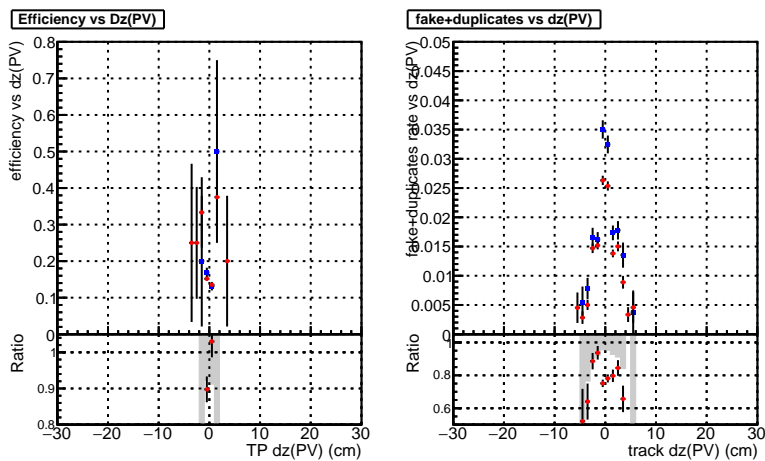 Efficiency vs Dz(PV)
efficiency vs dz(PV)
0.8
0.7
0.6
0.5
0.4
0.3
0.2
0.1
0
Ratio
1
0.9
0.8
−30 −20 −10 0 10 20 30
TP dz(PV) (cm)
fake+duplicates vs dz(PV)
fake+duplicates rate vs dz(PV)
0.05
0.045
0.04
0.035
0.03
0.025
0.02
0.015
0.01
0.005
0
Ratio
1
0.8
0.6
−30 −20 −10 0 10 20 30
track dz(PV) (cm)